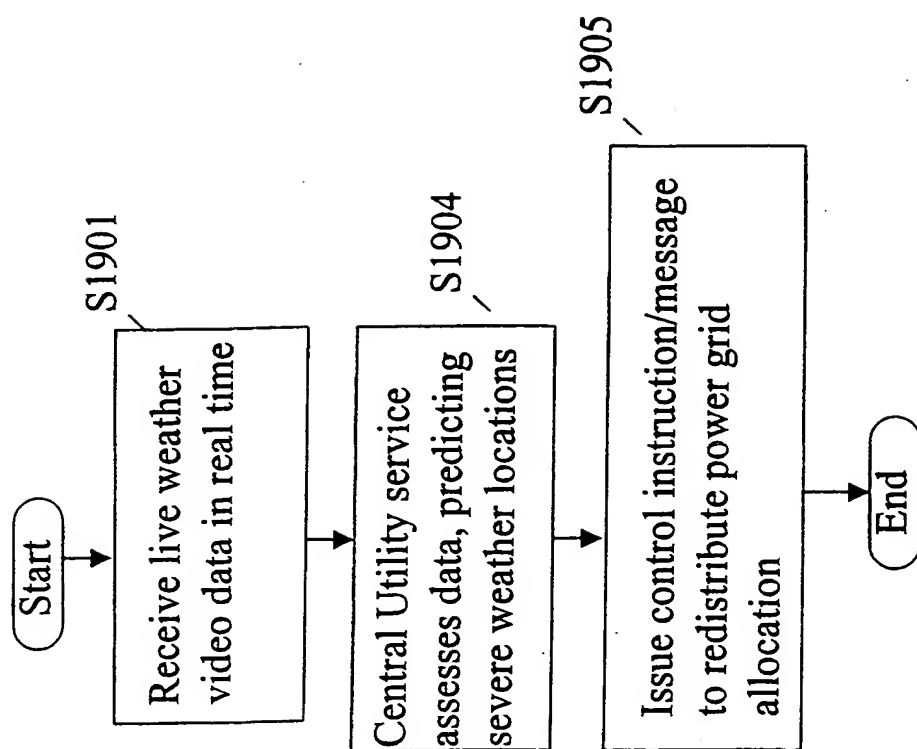 Start
S1901
Receive live weather
video data in real time
S1904
Central Utility service
assesses data, predicting
severe weather locations
S1905
Issue control instruction/message
to redistribute power grid
allocation
End